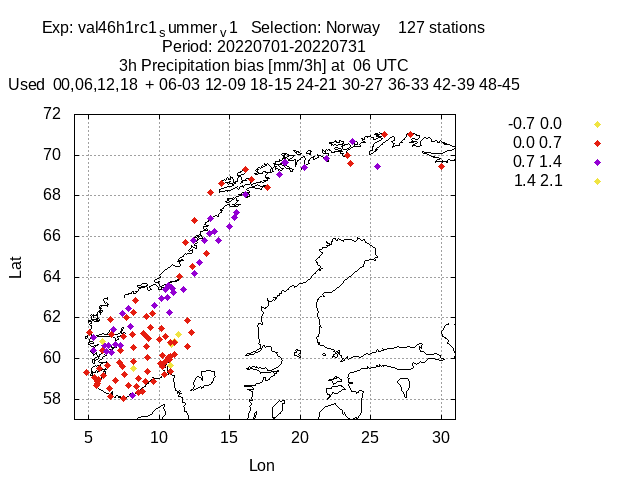 Exp: val46h1rc1summerv1 Selection: Norway 127 stations
Period: 20220701-20220731
3h Precipitation bias [mm/3h] at 06 UTC
Used 00,06,12,18 + 06-03 12-09 18-15 24-21 30-27 36-33 42-39 48-45
-0.7 0.0
0.0 0.7
0.7 1.4
1.4 2.1
72
70
68
66
64
62
60
58
Lat
5 10 15 20 25 30
Lon